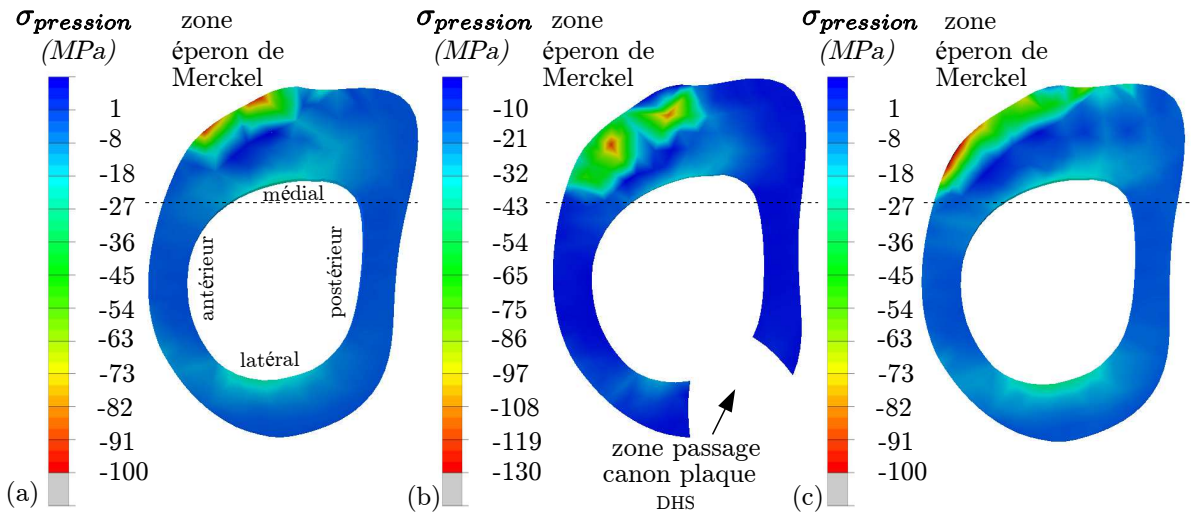 σpression
(MPa)
zone
éperon de
Merckel
1
-8
-18
-27
-36
-45
-54
-63
-73
-82
-91
-100
médial
antérieur
postérieur
latéral
(a)
σpression
(MPa)
zone
éperon de
Merckel
-10
-21
-32
-43
-54
-65
-75
-86
-97
-108
-119
-130
zone passage
canon plaque
DHS
(b)
σpression
(MPa)
zone
éperon de
Merckel
1
-8
-18
-27
-36
-45
-54
-63
-73
-82
-91
-100
(c)